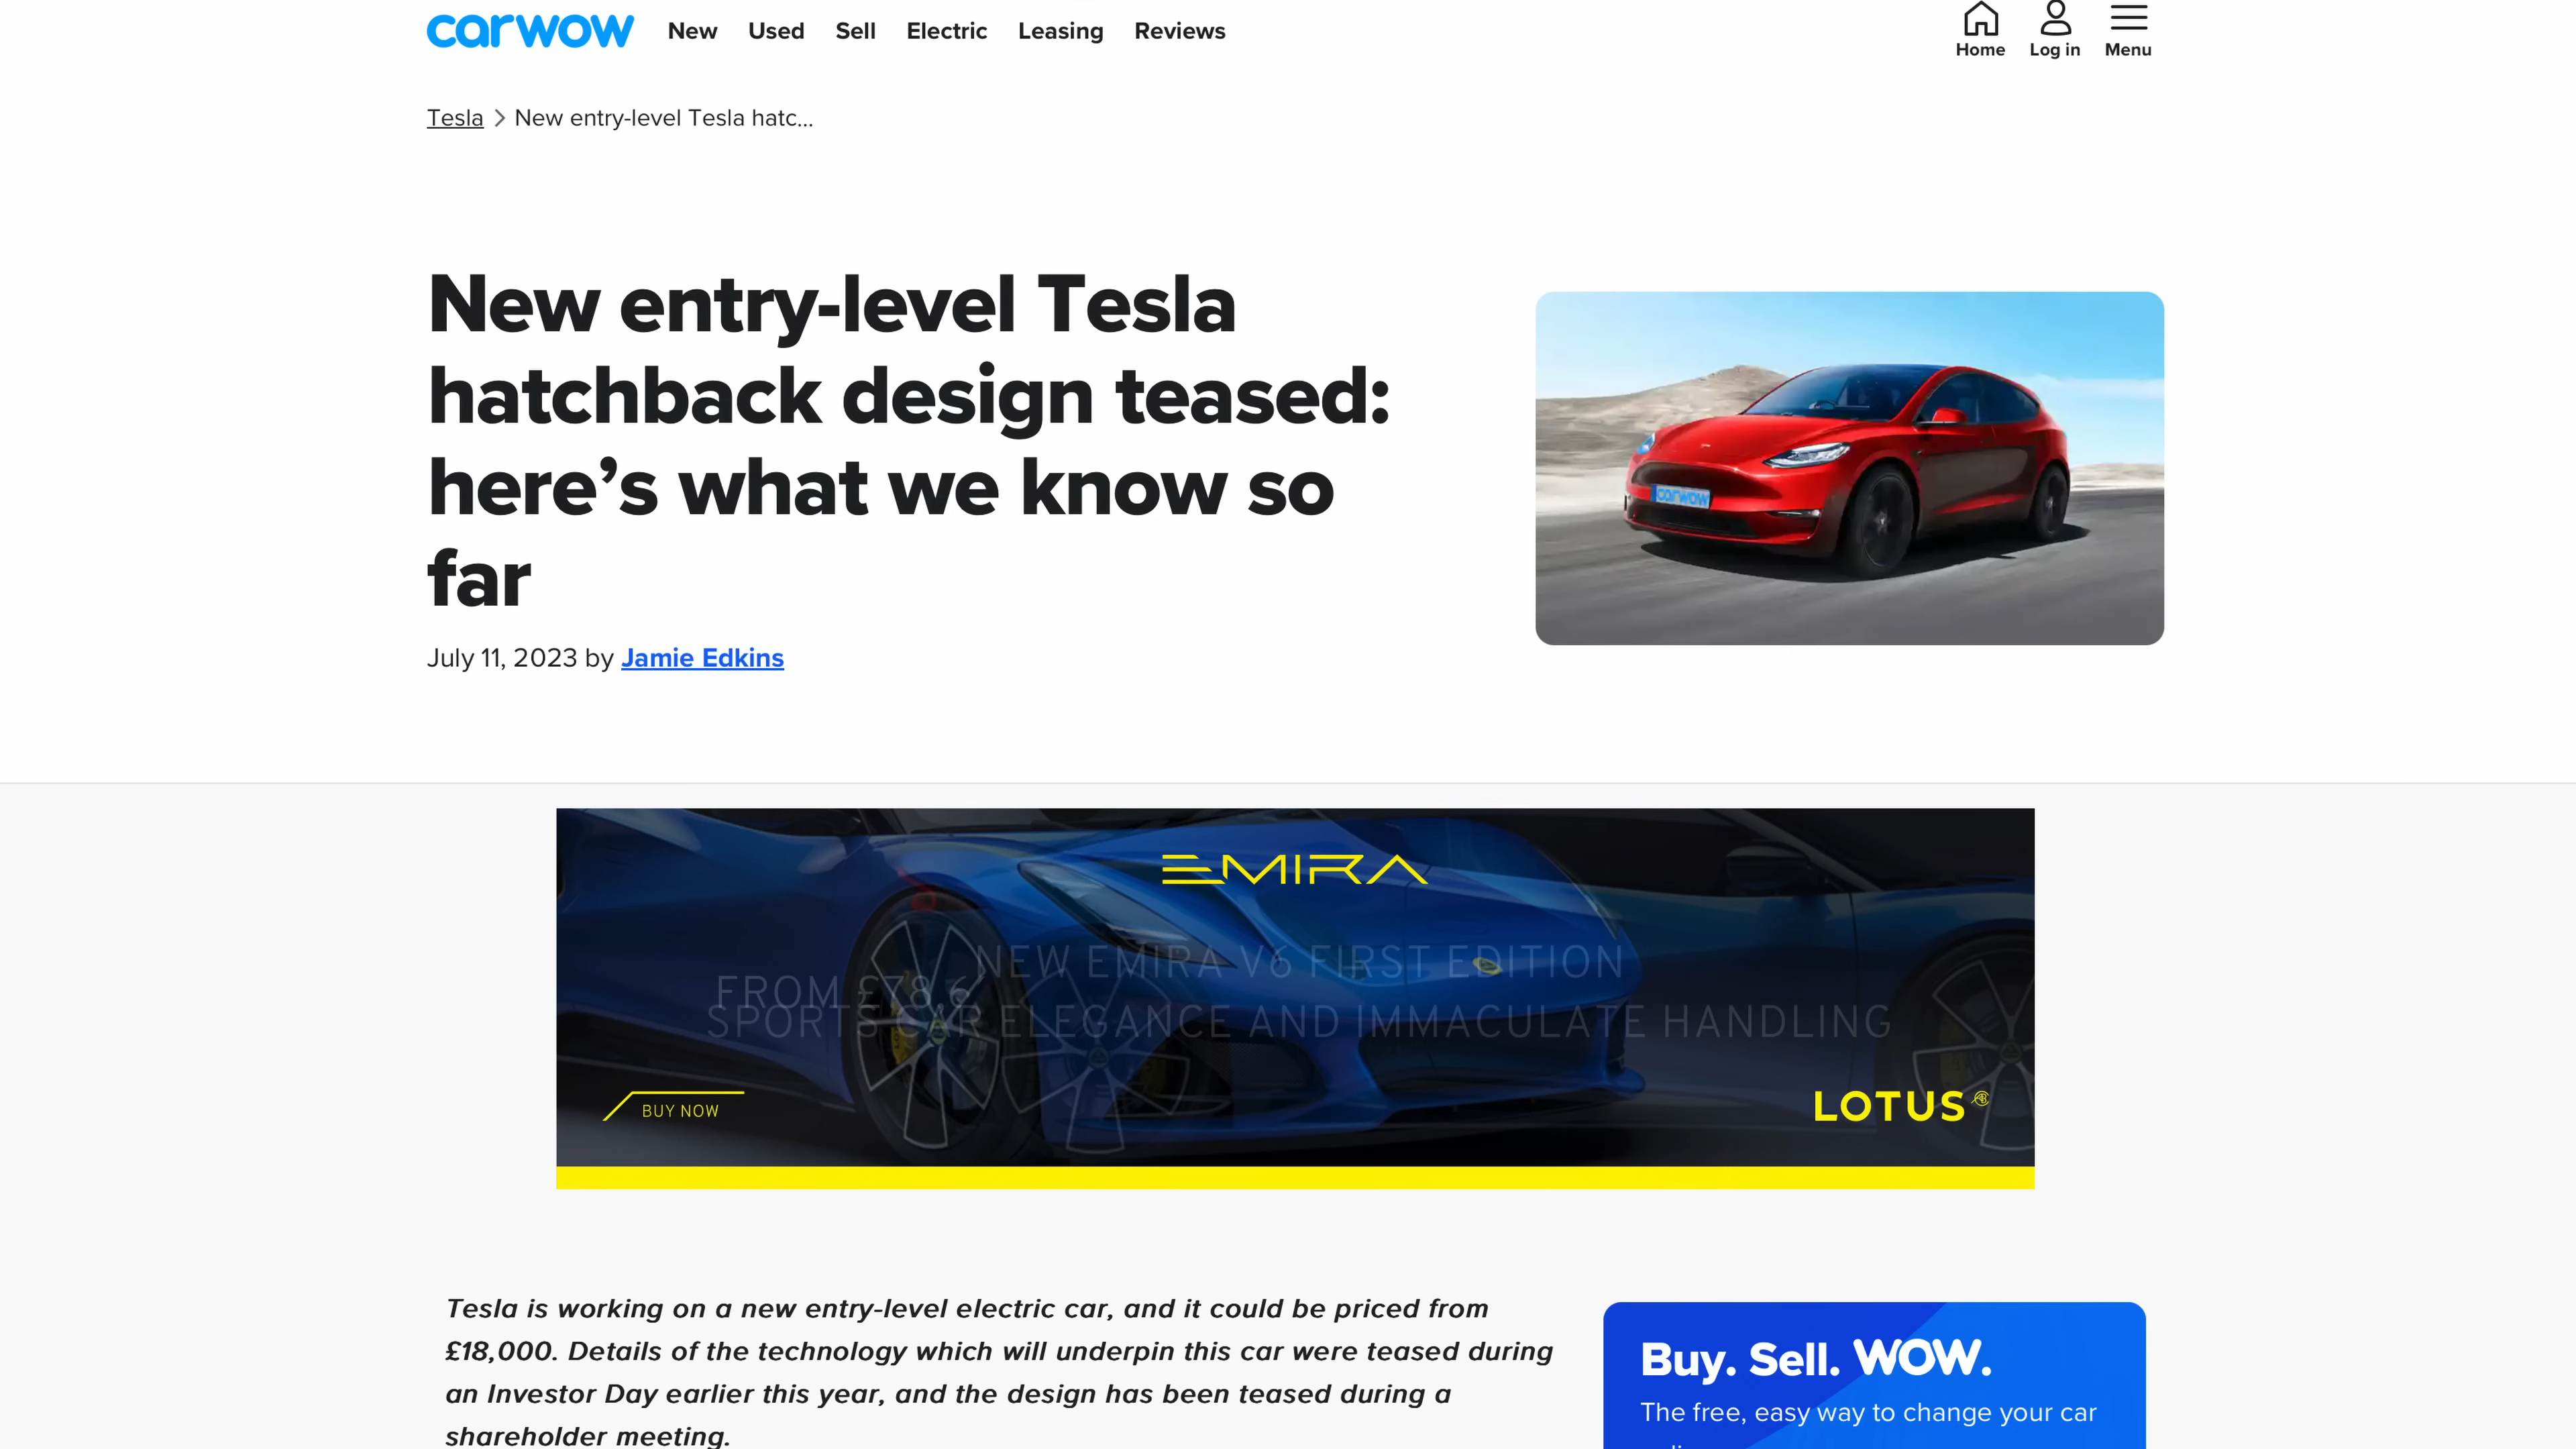 carwow New Used Sell Electric Leasing Reviews
Home Log in Menu
Tesla > New entry-level Tesla hatc...
New entry-level Tesla
hatchback design teased:
here’s what we know so
far
July 11, 2023 by Jamie Edkins
carwow
EMIRA
NEW EMIRA V6 FIRST EDITION
FROM £78,6
SPORTS CAR ELEGANCE AND IMMACULATE HANDLING
BUY NOW
LOTUS
Tesla is working on a new entry-level electric car, and it could be priced from
£18,000. Details of the technology which will underpin this car were teased during
an Investor Day earlier this year, and the design has been teased during a
shareholder meeting.
Buy. Sell. WOW.
The free, easy way to change your car